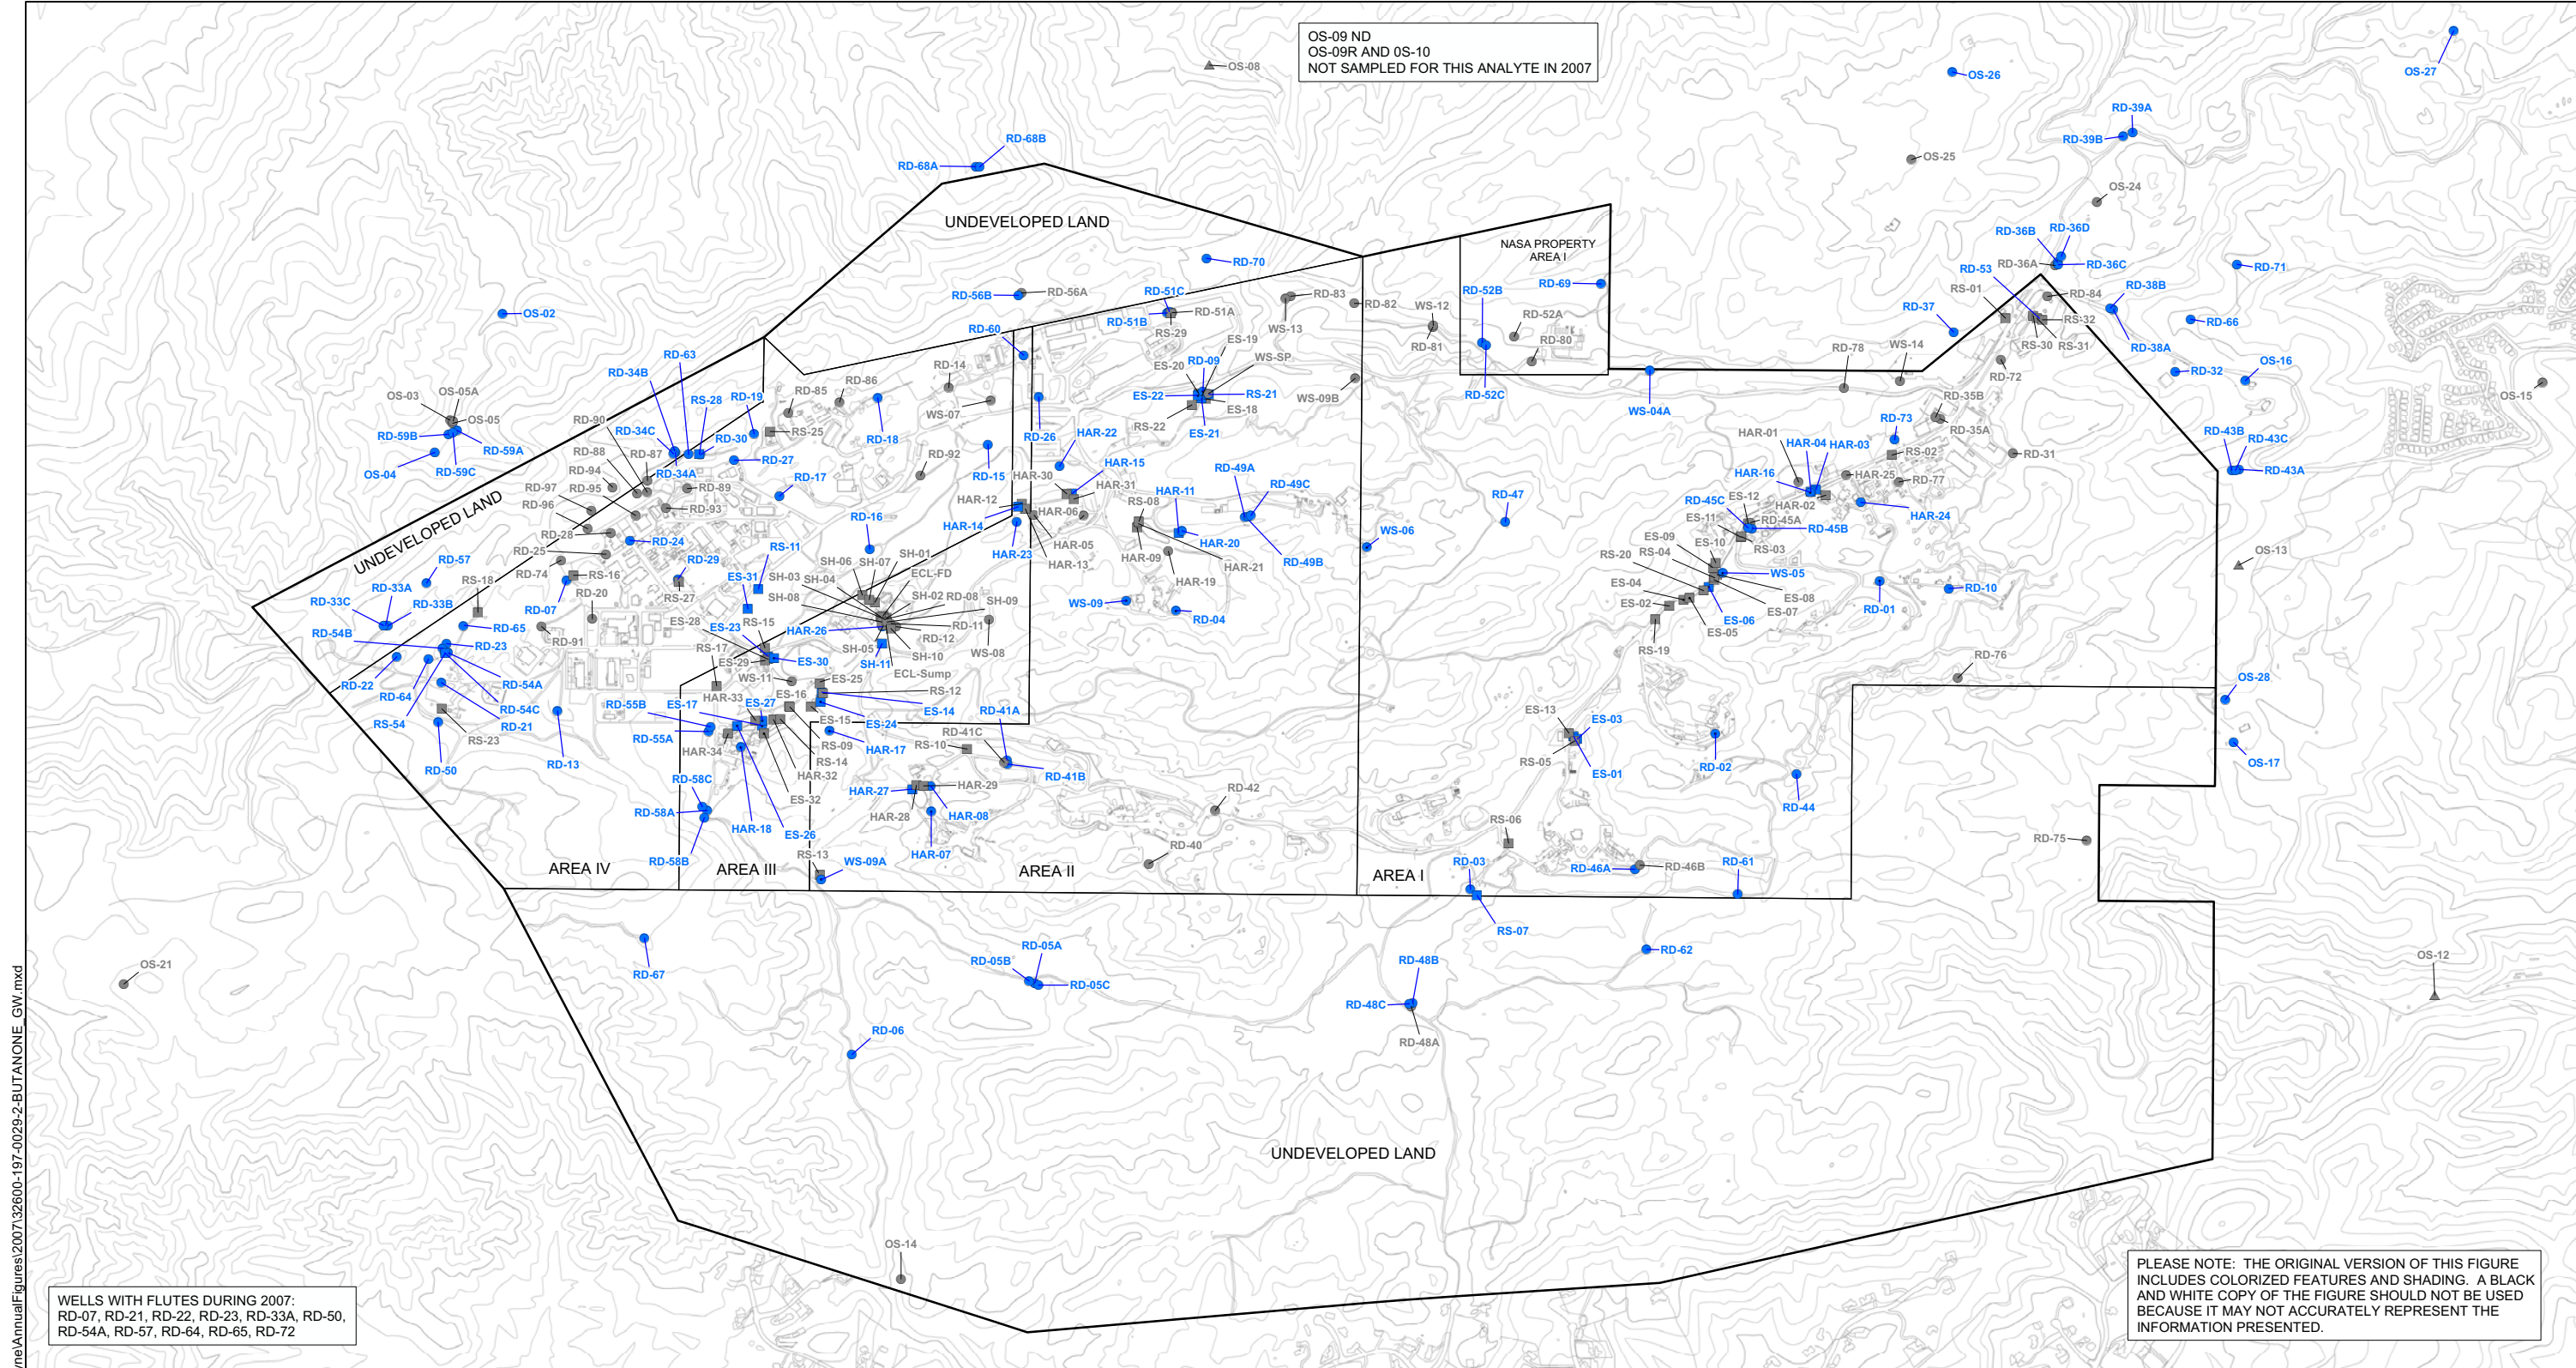 OS-09 ND
OS-09R AND 0S-10
NOT SAMPLED FOR THIS ANALYTE IN 2007
OS-08
OS-26
OS-27
RD-39A
RD-39B
OS-25
OS-24
RD-68B
RD-68A
UNDEVELOPED LAND
NASA PROPERTY
AREA I
RD-36B
RD-36D
RD-36A
RD-36C
RD-53
RD-71
RD-70
RD-69
RS-01
RD-84
RD-38B
RD-56B
RD-56A
RD-51C
RD-83
RD-82
RD-52B
RD-37
OS-02
RD-51B
RD-51A
WS-12
RD-52A
RS-32
RD-66
RD-60
RS-29
WS-13
RD-81
RD-80
RS-30
RS-31
RD-38A
RD-63
ES-19
RD-09
WS-SP
RD-78
WS-14
OS-16
RD-34B
RD-14
ES-20
RD-72
RD-32
OS-03
OS-05A
RS-28
RD-19
RD-85
RD-86
ES-22
RS-21
WS-09B
RD-52C
WS-04A
RD-35B
OS-15
OS-05
RD-90
WS-07
ES-18
RD-59B
RD-34C
RD-30
RS-25
RD-18
RD-26
RS-22
ES-21
RD-73
RD-35A
RD-43B
RD-43C
RD-59A
RD-88
RD-87
HAR-22
HAR-01
HAR-04
HAR-03
OS-04
RD-59C
RD-34A
RD-27
RD-15
RD-92
HAR-15
RS-02
RD-31
RD-43A
RD-94
HAR-30
RD-49A
HAR-16
HAR-25
RD-97
RD-95
RD-89
RD-17
HAR-31
RD-49C
RD-47
RD-77
RD-96
RD-93
HAR-12
HAR-06
RS-08
HAR-11
RD-45C
ES-12
HAR-02
RD-16
HAR-14
ES-11
RD-45A
RD-45B
HAR-24
RD-28
RD-24
HAR-05
HAR-20
WS-06
ES-09
UNDEVELOPED LAND
RD-25
RS-11
SH-01
HAR-23
HAR-09
RD-49B
ES-10
RS-03
OS-13
RD-57
RS-18
RD-74
RS-16
RD-29
SH-06
SH-07
HAR-13
HAR-21
RS-20
RS-04
ES-31
SH-03
SH-04
ECL-FD
HAR-19
ES-04
WS-05
RD-33A
RD-20
SH-02
RD-08
ES-08
RD-10
RD-33C
RD-33B
RD-07
RS-27
SH-08
SH-09
WS-09
ES-02
ES-07
RD-01
RD-65
ES-28
RS-15
HAR-26
RD-11
RD-04
ES-06
RD-54B
RD-91
ES-23
RD-12
ES-05
RD-23
RS-17
SH-05
SH-10
WS-08
RS-19
ES-29
ES-30
SH-11
ECL-Sump
RD-76
RD-22
RD-54A
WS-11
ES-25
OS-28
RD-64
HAR-33
ES-16
RS-12
RD-54C
RD-55B
ES-17
ES-27
ES-14
RD-41A
ES-13
ES-03
RS-54
RD-21
ES-15
ES-24
RS-23
RD-55A
RS-09
HAR-17
RD-41C
RD-50
RD-13
HAR-34
RS-14
RS-10
RS-05
RD-02
OS-17
HAR-32
RD-41B
ES-01
RD-58C
HAR-27
HAR-29
RD-42
RD-44
ES-32
RD-58A
HAR-28
HAR-08
HAR-18
ES-26
RS-06
RD-75
RD-58B
RS-13
WS-09A
HAR-07
RD-40
RD-03
RD-46A
RD-46B
RD-61
AREA IV
AREA III
AREA II
AREA I
RS-07
RD-05A
RD-62
OS-12
OS-21
RD-67
RD-05B
RD-48B
RD-05C
RD-48C
RD-06
RD-48A
UNDEVELOPED LAND
OS-14
WELLS WITH FLUTES DURING 2007:
RD-07, RD-21, RD-22, RD-23, RD-33A, RD-50,
RD-54A, RD-57, RD-64, RD-65, RD-72
PLEASE NOTE: THE ORIGINAL VERSION OF THIS FIGURE
INCLUDES COLORIZED FEATURES AND SHADING. A BLACK
AND WHITE COPY OF THE FIGURE SHOULD NOT BE USED
BECAUSE IT MAY NOT ACCURATELY REPRESENT THE
INFORMATION PRESENTED.
yne\AnnualFigures\2007\32600-197-0029-2-BUTANONE_GW.mxd